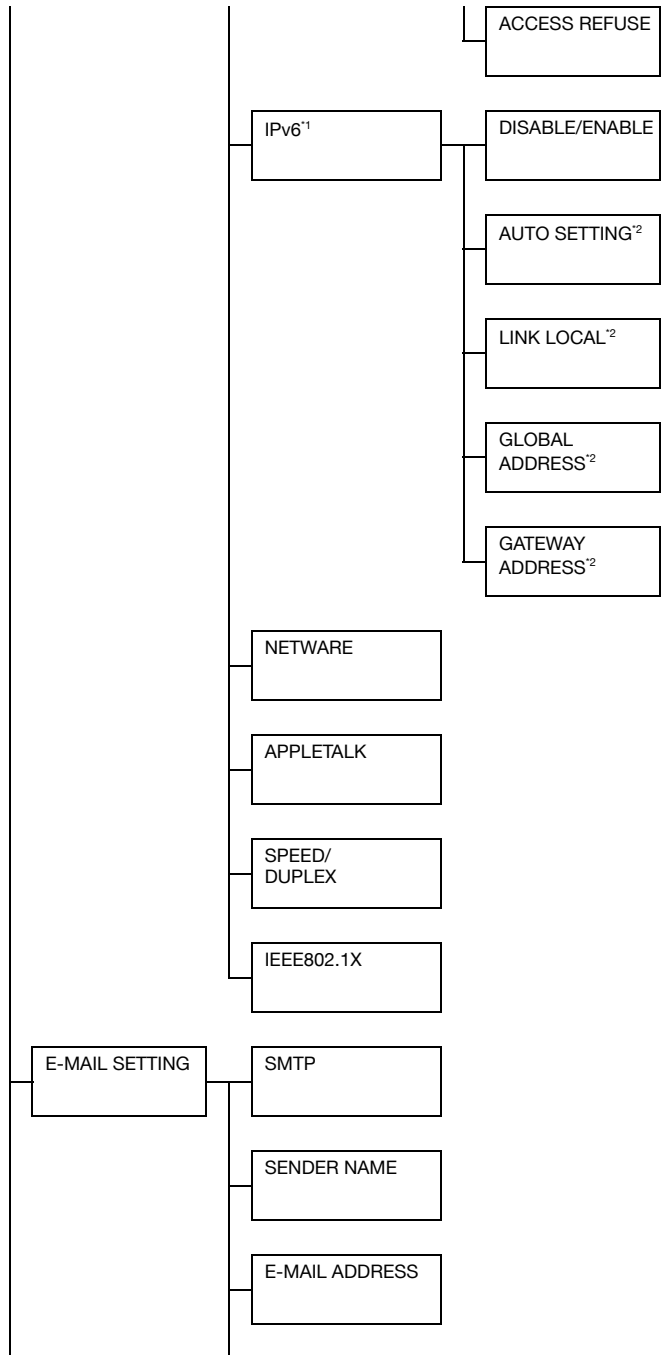 ACCESS REFUSE
IPv6*1
DISABLE/ENABLE
AUTO SETTING*2
LINK LOCAL*2
GLOBAL
ADDRESS*2
GATEWAY
ADDRESS*2
NETWARE
APPLETALK
SPEED/
DUPLEX
IEEE802.1X
E-MAIL SETTING
SMTP
SENDER NAME
E-MAIL ADDRESS